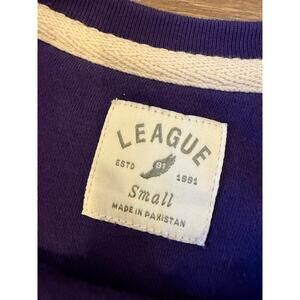 LEAGUE
ESTD 91 1991
Small
MADE IN PAKISTAN